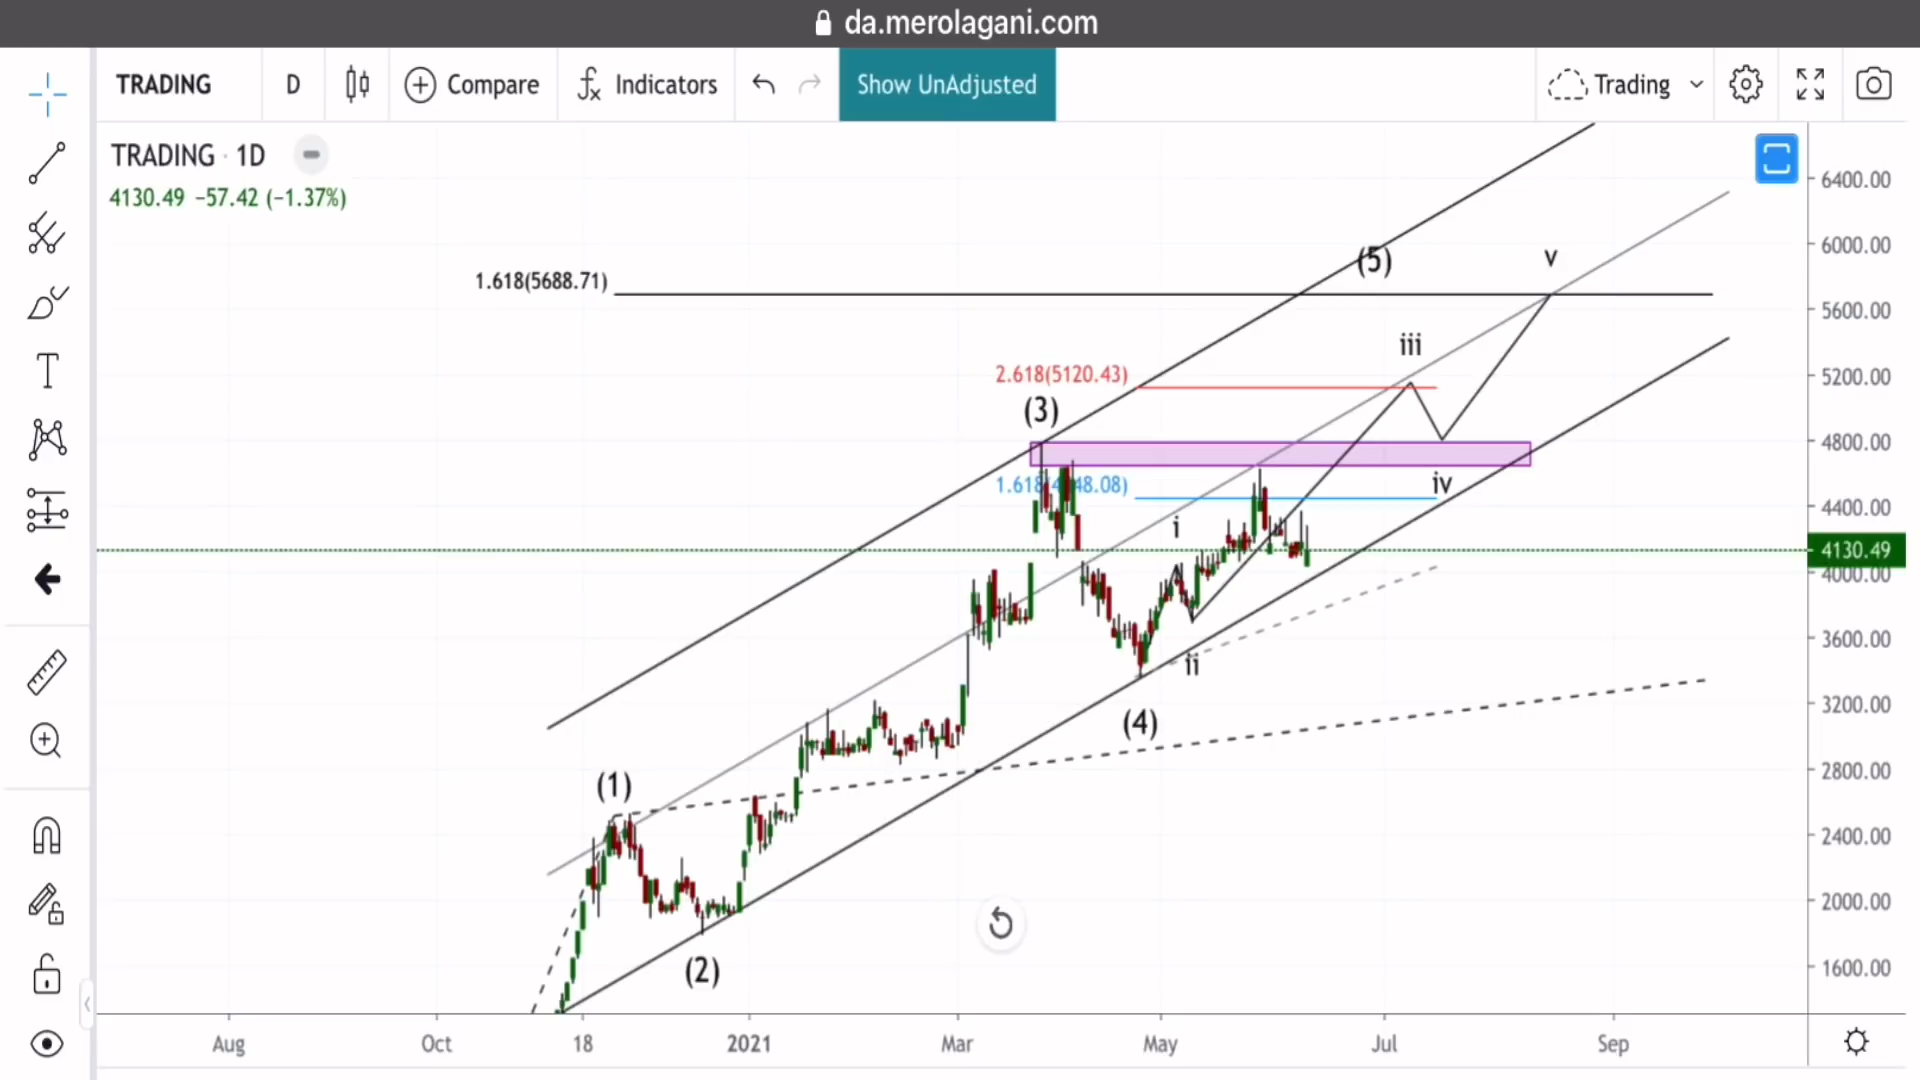 da.merolagani.com
TRADING D Compare Indicators Show UnAdjusted Trading
TRADING · 1D
4130.49 −57.42 (−1.37%)
6400.00
6000.00
(5)
v
1.618(5688.71)
5600.00
iii
2.618(5120.43)
5200.00
(3)
4800.00
iv
4400.00
i
4130.49
4000.00
3600.00
ii
(4)
3200.00
2800.00
(1)
2400.00
2000.00
(2)
1600.00
Aug Oct 18 2021 Mar May Jul Sep